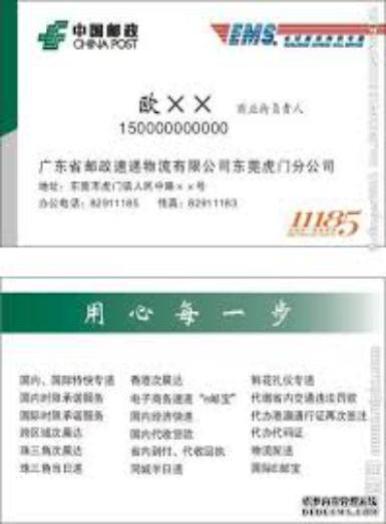 中国邮政
CHINA POST
EMS
欧×× 商业街负责人
150000000000
广东省邮政速递物流有限公司东莞虎门分公司
地址：东莞市虎门镇人民中路××号
办公电话：82911185 传真：82911183
11185
用心每一步
国内、国际特快专递 香港次晨达 鲜花礼仪专递
国内时限承诺服务 电子商务速递“e邮宝” 代缴省内交通违法罚款
国际时限承诺服务 国内经济快递 代办港澳通行证再次签注
跨区域次晨达 国内代收货款 代办代码证
珠三角次晨达 省内到付、代收回执 物流配送
珠三角当日递 同城半日递 国际E邮宝